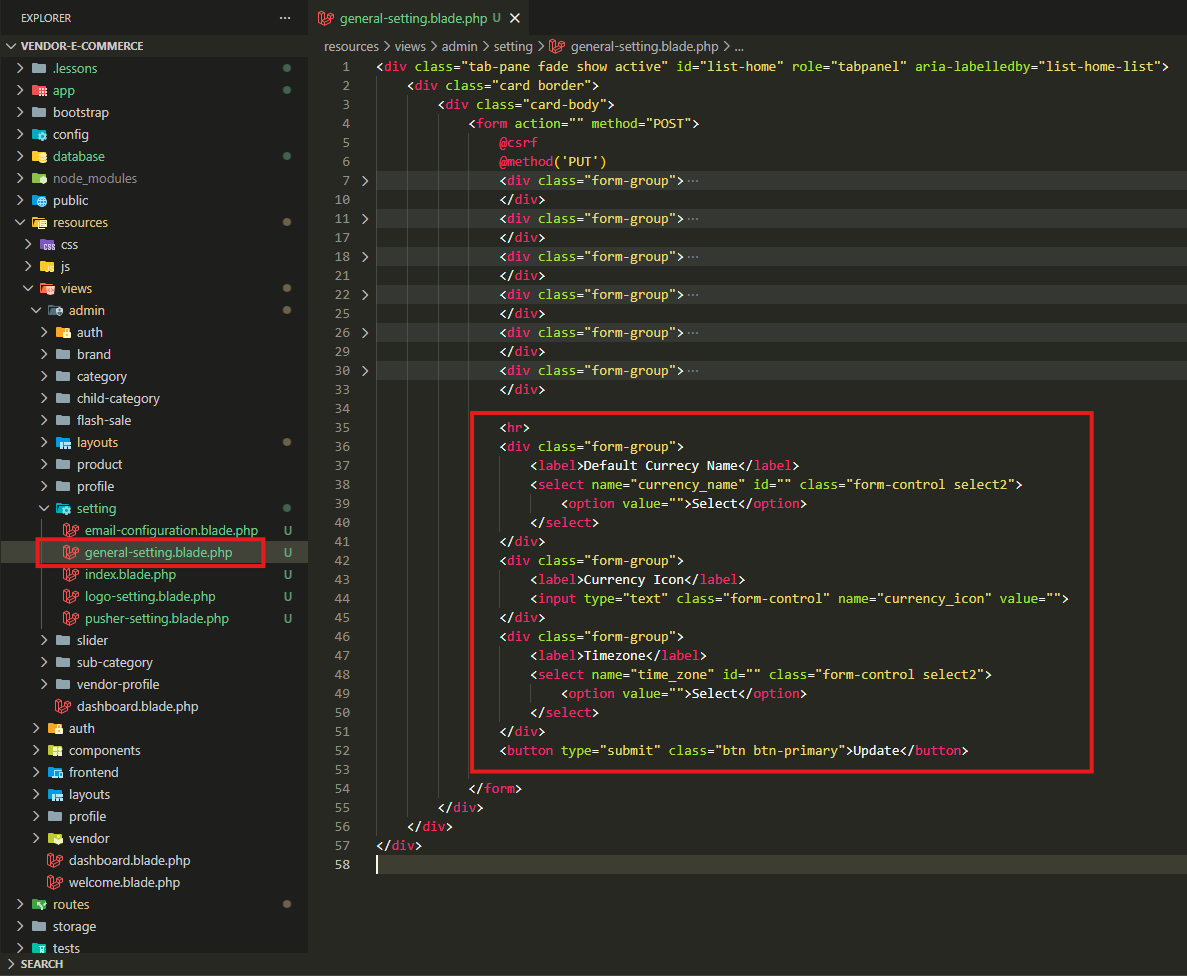 EXPLORER
VENDOR-E-COMMERCE
.lessons
app
bootstrap
config
database
node_modules
public
resources
css
js
views
admin
auth
brand
category
child-category
flash-sale
layouts
product
profile
setting
email-configuration.blade.php U
general-setting.blade.php U
index.blade.php U
logo-setting.blade.php U
pusher-setting.blade.php U
slider
sub-category
vendor-profile
dashboard.blade.php
auth
components
frontend
layouts
profile
vendor
dashboard.blade.php
welcome.blade.php
routes
storage
tests
SEARCH
general-setting.blade.php U
resources > views > admin > setting > general-setting.blade.php > ...
1 <div class="tab-pane fade show active" id="list-home" role="tabpanel" aria-labelledby="list-home-list">
2 <div class="card border">
3 <div class="card-body">
4 <form action="" method="POST">
5 @csrf
6 @method('PUT')
7 <div class="form-group"> ...
10 </div>
11 <div class="form-group"> ...
17 </div>
18 <div class="form-group"> ...
21 </div>
22 <div class="form-group"> ...
25 </div>
26 <div class="form-group"> ...
29 </div>
30 <div class="form-group"> ...
33 </div>
34
35 <hr>
36 <div class="form-group">
37 <label>Default Currecy Name</label>
38 <select name="currency_name" id="" class="form-control select2">
39 <option value="">Select</option>
40 </select>
41 </div>
42 <div class="form-group">
43 <label>Currency Icon</label>
44 <input type="text" class="form-control" name="currency_icon" value="">
45 </div>
46 <div class="form-group">
47 <label>Timezone</label>
48 <select name="time_zone" id="" class="form-control select2">
49 <option value="">Select</option>
50 </select>
51 </div>
52 <button type="submit" class="btn btn-primary">Update</button>
53
54 </form>
55 </div>
56 </div>
57 </div>
58